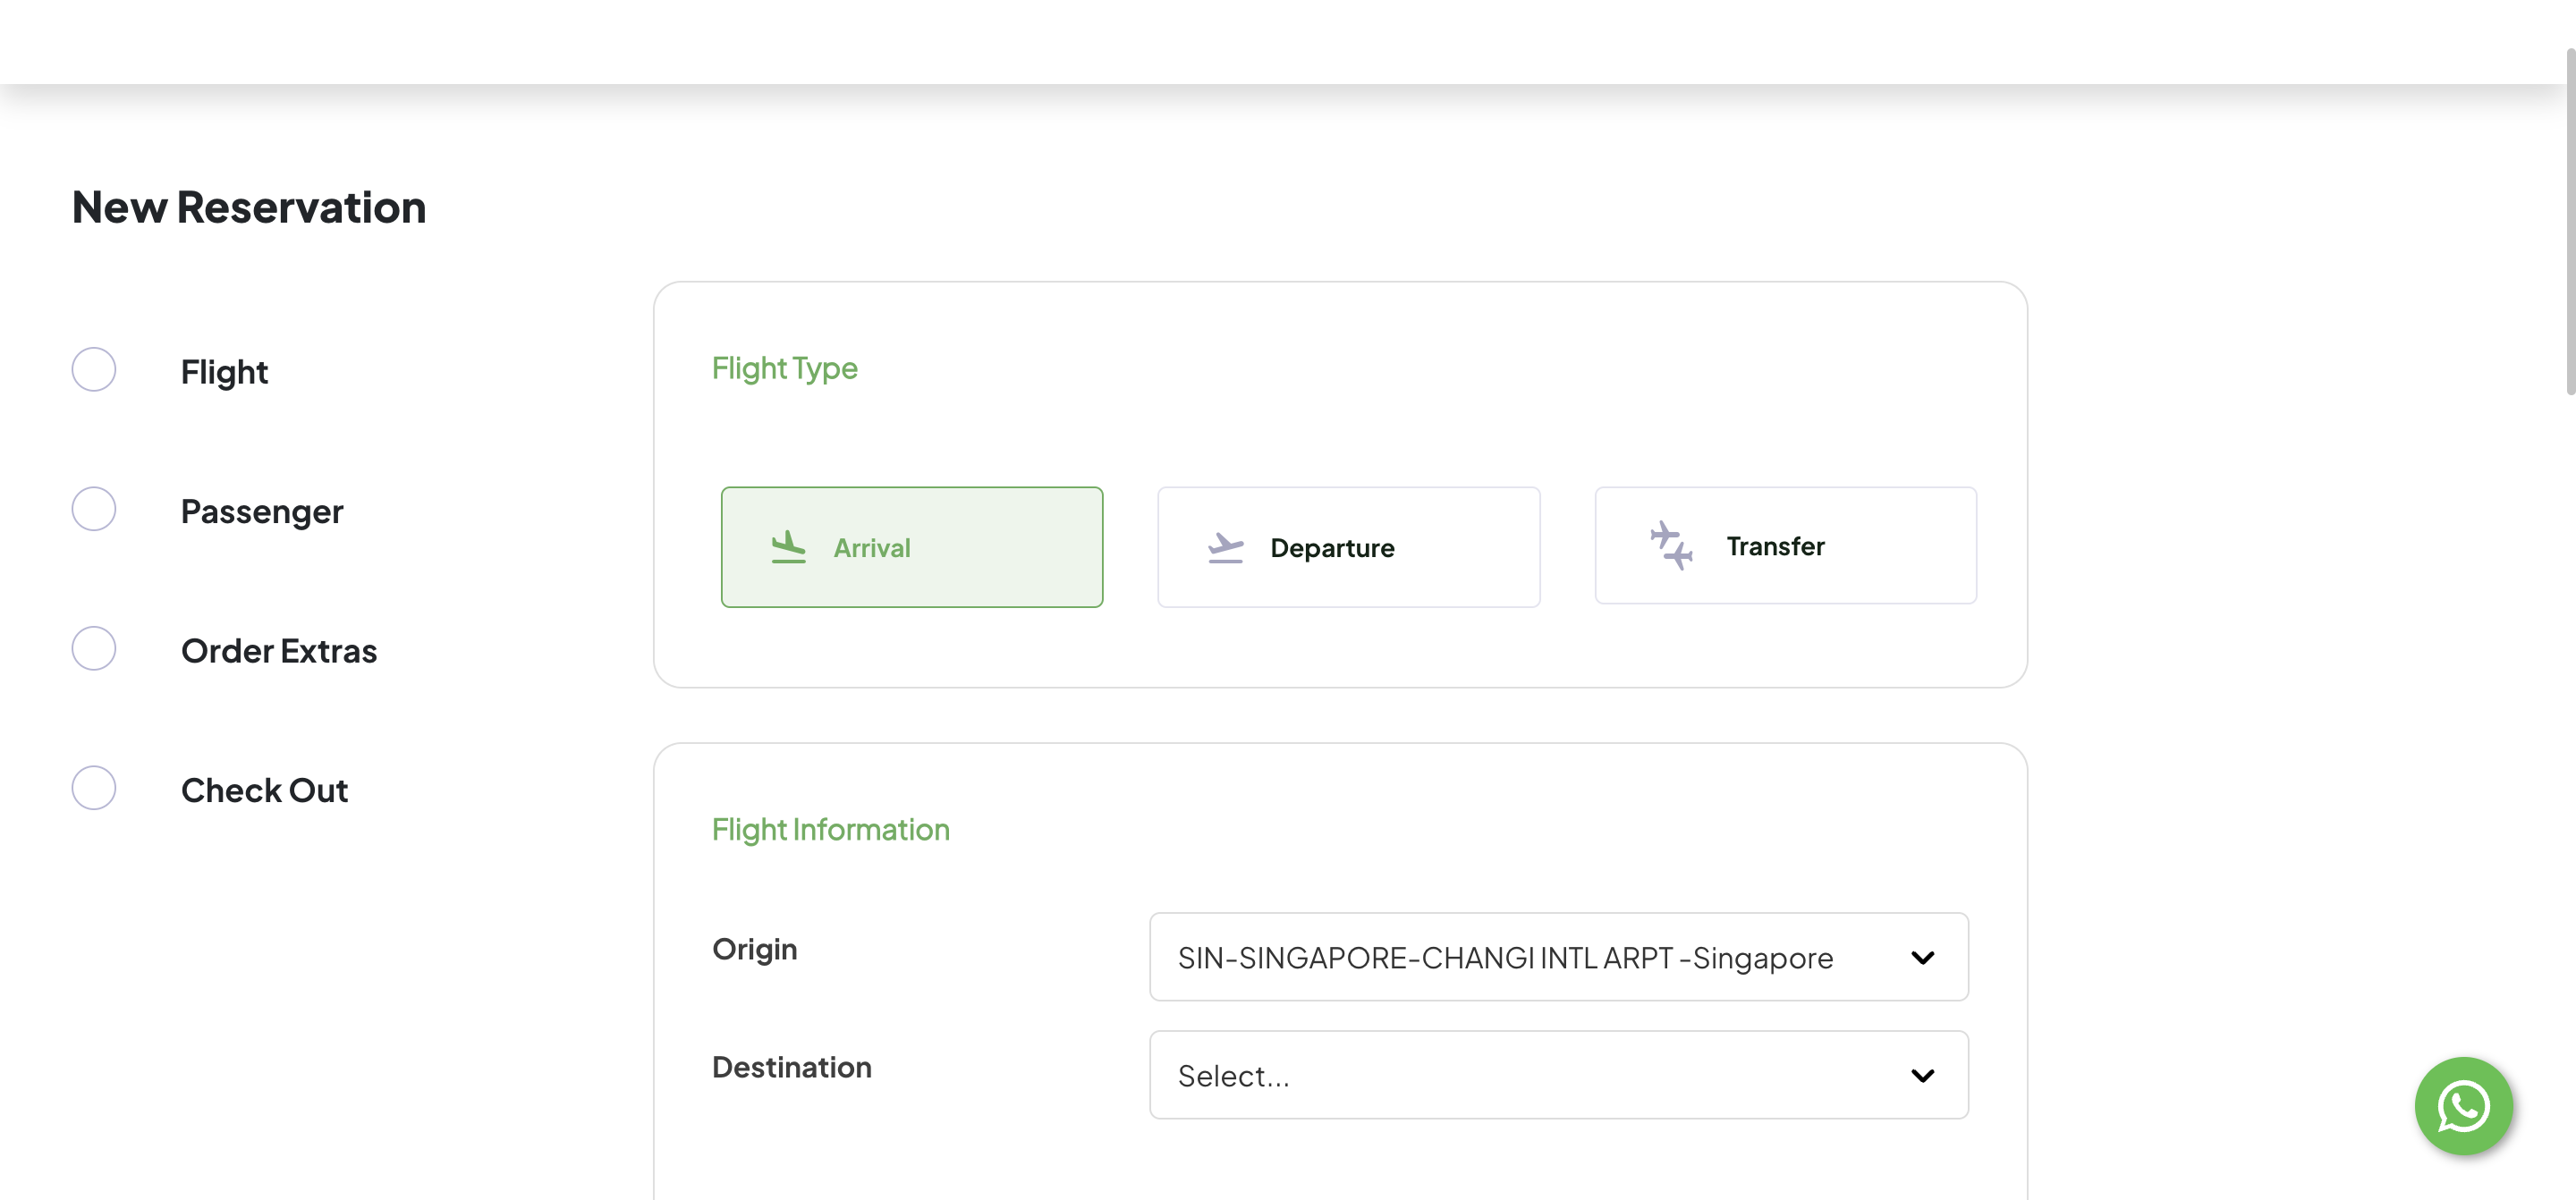 New Reservation
Flight
Passenger
Order Extras
Check Out
Flight Type
Arrival
Departure
Transfer
Flight Information
Origin
SIN-SINGAPORE-CHANGI INTL ARPT -Singapore
Destination
Select...